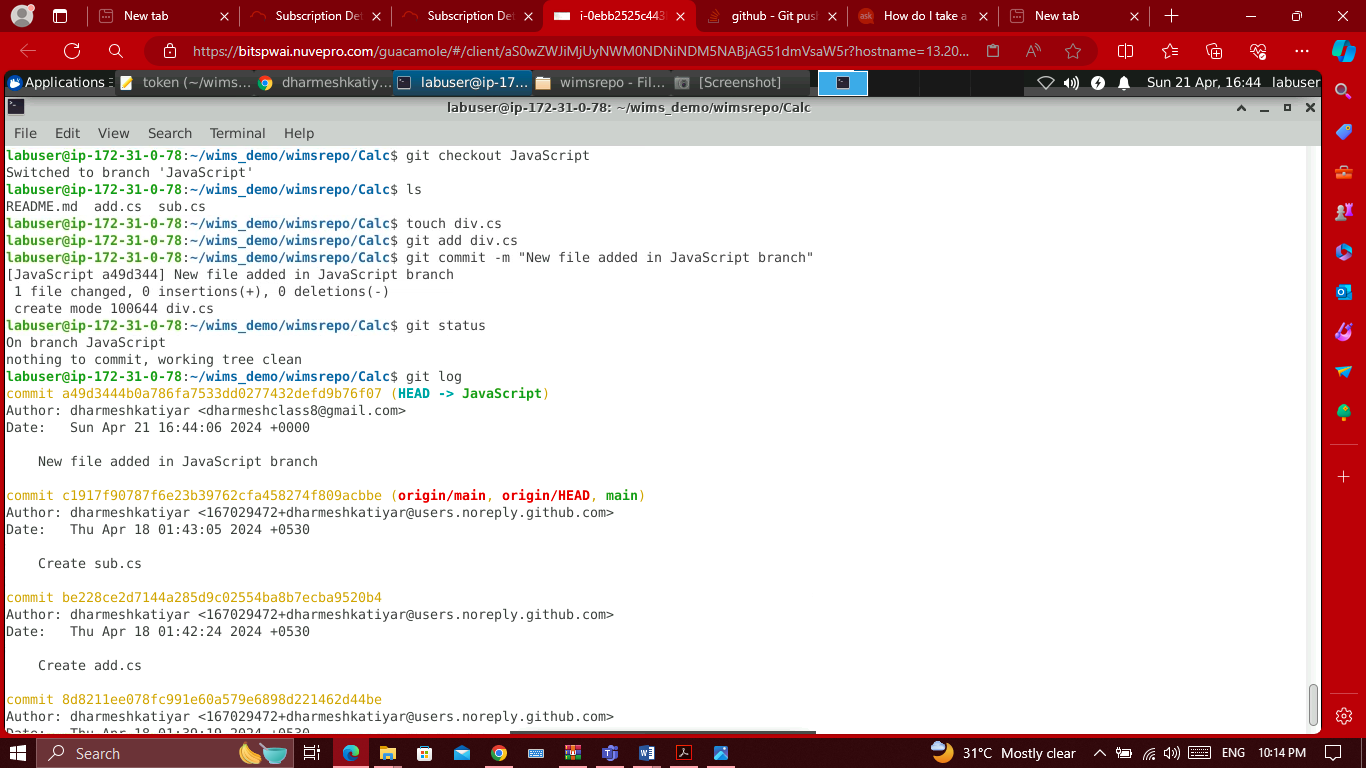 New tab
Subscription Det
Subscription Det
i-0ebb2525c443
github - Git pus
How do I take a
New tab
https://bitspwai.nuvepro.com/guacamole/#/client/aS0wZWJiMjUyNWM0NDNiNDM5NABjAG51dmVsaW5r?hostname=13.20...
Applications
token (~/wims...
dharmeshkatiy...
labuser@ip-17...
wimsrepo - Fil...
[Screenshot]
Sun 21 Apr, 16:44
labuser
labuser@ip-172-31-0-78: ~/wims_demo/wimsrepo/Calc
File Edit View Search Terminal Help
labuser@ip-172-31-0-78:~/wims_demo/wimsrepo/Calc$ git checkout JavaScript
Switched to branch 'JavaScript'
labuser@ip-172-31-0-78:~/wims_demo/wimsrepo/Calc$ ls
README.md  add.cs  sub.cs
labuser@ip-172-31-0-78:~/wims_demo/wimsrepo/Calc$ touch div.cs
labuser@ip-172-31-0-78:~/wims_demo/wimsrepo/Calc$ git add div.cs
labuser@ip-172-31-0-78:~/wims_demo/wimsrepo/Calc$ git commit -m "New file added in JavaScript branch"
[JavaScript a49d344] New file added in JavaScript branch
 1 file changed, 0 insertions(+), 0 deletions(-)
 create mode 100644 div.cs
labuser@ip-172-31-0-78:~/wims_demo/wimsrepo/Calc$ git status
On branch JavaScript
nothing to commit, working tree clean
labuser@ip-172-31-0-78:~/wims_demo/wimsrepo/Calc$ git log
commit a49d3444b0a786fa7533dd0277432defd9b76f07 (HEAD -> JavaScript)
Author: dharmeshkatiyar <dharmeshclass8@gmail.com>
Date:   Sun Apr 21 16:44:06 2024 +0000
    New file added in JavaScript branch
commit c1917f90787f6e23b39762cfa458274f809acbbe (origin/main, origin/HEAD, main)
Author: dharmeshkatiyar <167029472+dharmeshkatiyar@users.noreply.github.com>
Date:   Thu Apr 18 01:43:05 2024 +0530
    Create sub.cs
commit be228ce2d7144a285d9c02554ba8b7ecba9520b4
Author: dharmeshkatiyar <167029472+dharmeshkatiyar@users.noreply.github.com>
Date:   Thu Apr 18 01:42:24 2024 +0530
    Create add.cs
commit 8d8211ee078fc991e60a579e6898d221462d44be
Author: dharmeshkatiyar <167029472+dharmeshkatiyar@users.noreply.github.com>
Date:   Thu Apr 18 01:39:19 2024 +0530
Search
31°C Mostly clear
ENG
10:14 PM